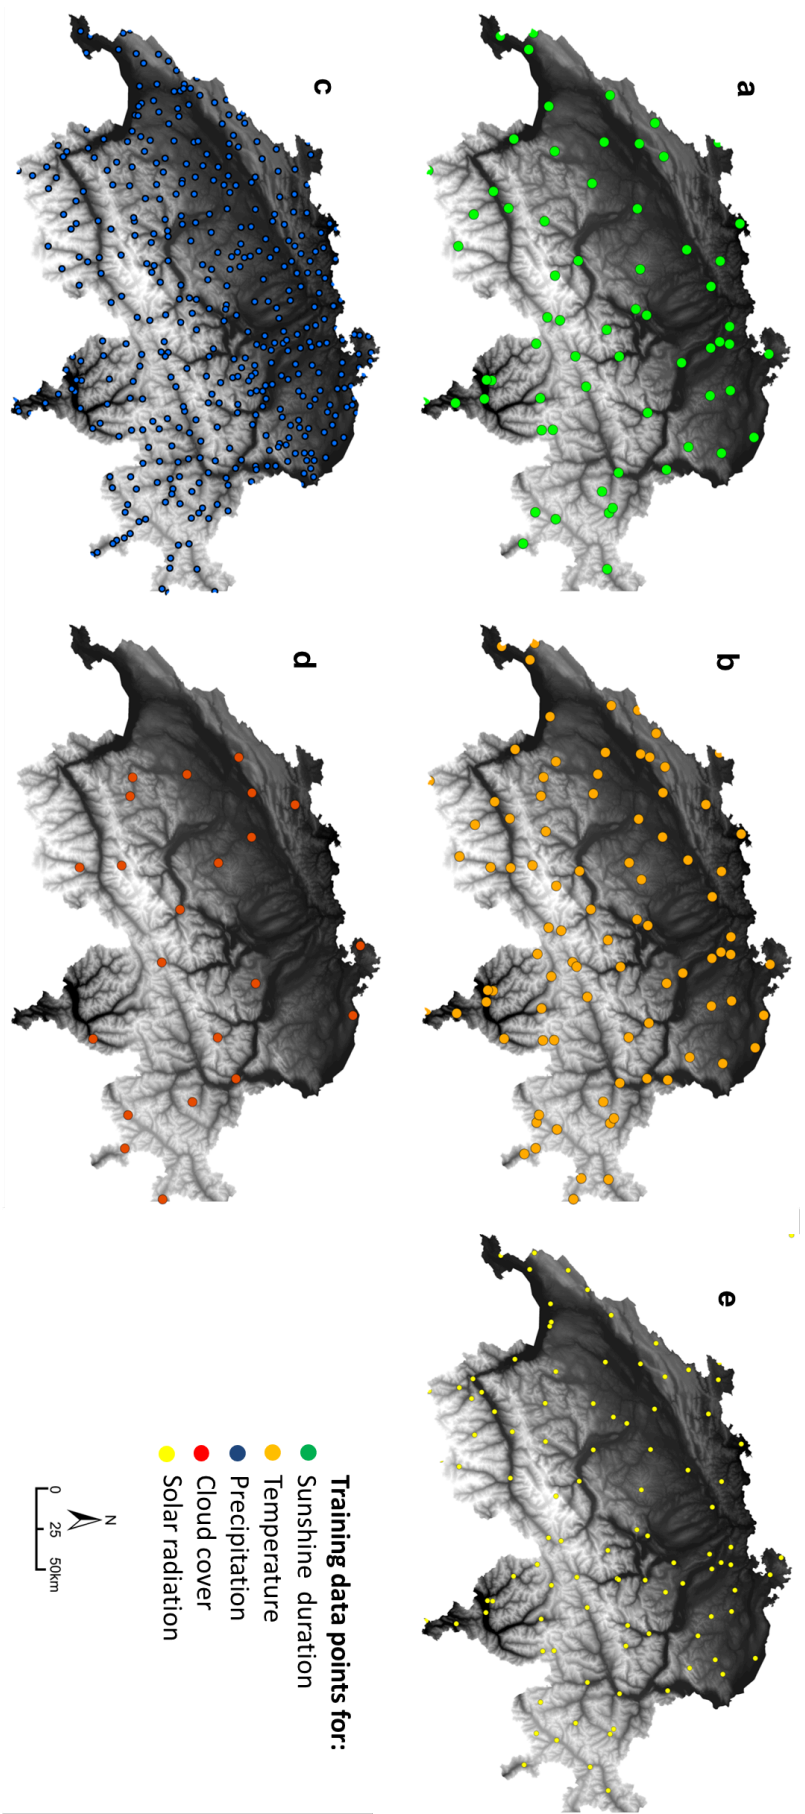 a
b
e
c
d
Training data points for:
Sunshine duration
Temperature
Precipitation
Cloud cover
Solar radiation
N
0 25 50km